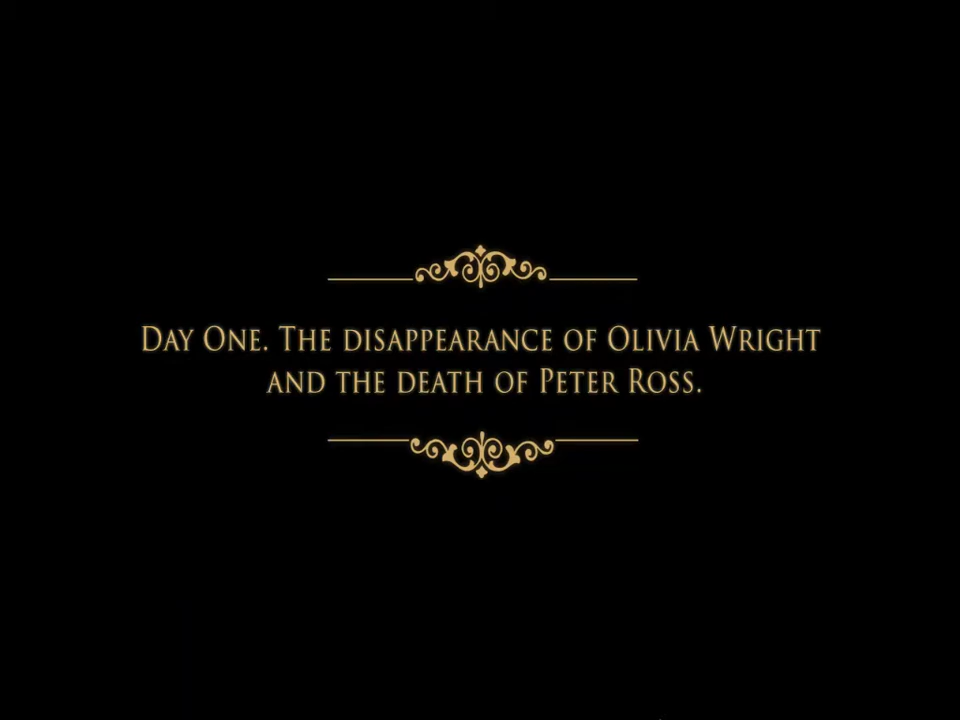 Day One. The disappearance of Olivia Wright
and the death of Peter Ross.